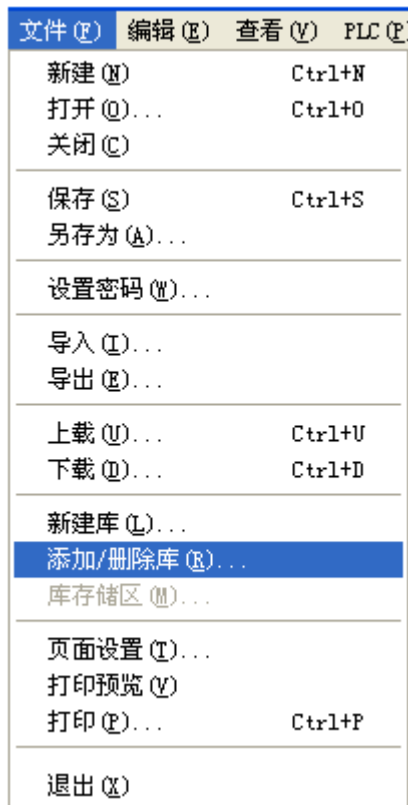 文件(F) 编辑(E) 查看(V) PLC(P)
新建(N) Ctrl+N
打开(O)... Ctrl+O
关闭(C)
保存(S) Ctrl+S
另存为(A)...
设置密码(W)...
导入(I)...
导出(E)...
上载(U)... Ctrl+U
下载(D)... Ctrl+D
新建库(L)...
添加/删除库(R)...
库存储区(M)...
页面设置(T)...
打印预览(V)
打印(P)... Ctrl+P
退出(X)